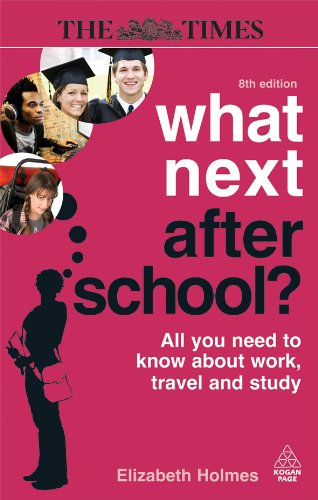 THE TIMES
8th edition
what
next
after
school?
All you need to
know about work,
travel and study
KOGAN
PAGE
Elizabeth Holmes